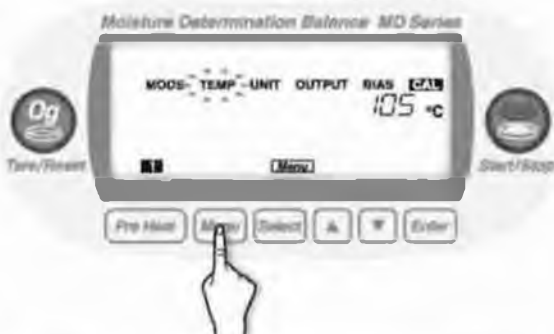 Moisture Determination Balance MD Series
MODE TEMP UNIT OUTPUT BIAS CAL
105 °C
0g
Tare/Reset
Start/Stop
Menu
Pre Heat Menu Select ▲ ▼ Enter